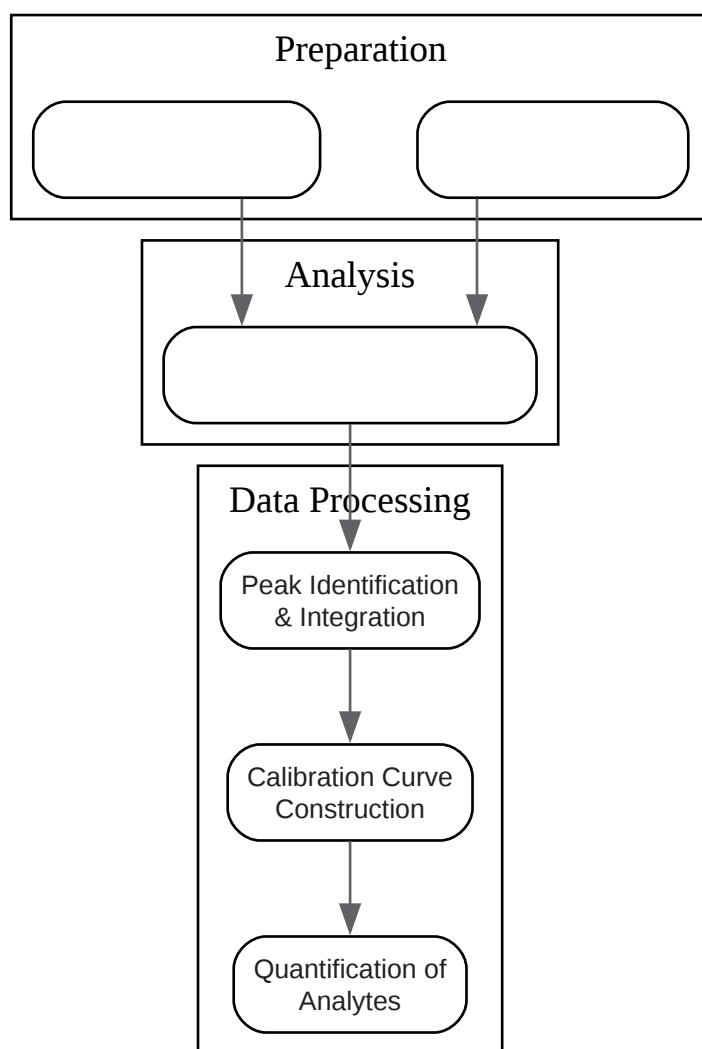 Preparation
Analysis
Data Processing
Peak Identification
& Integration
Calibration Curve
Construction
Quantification of
Analytes